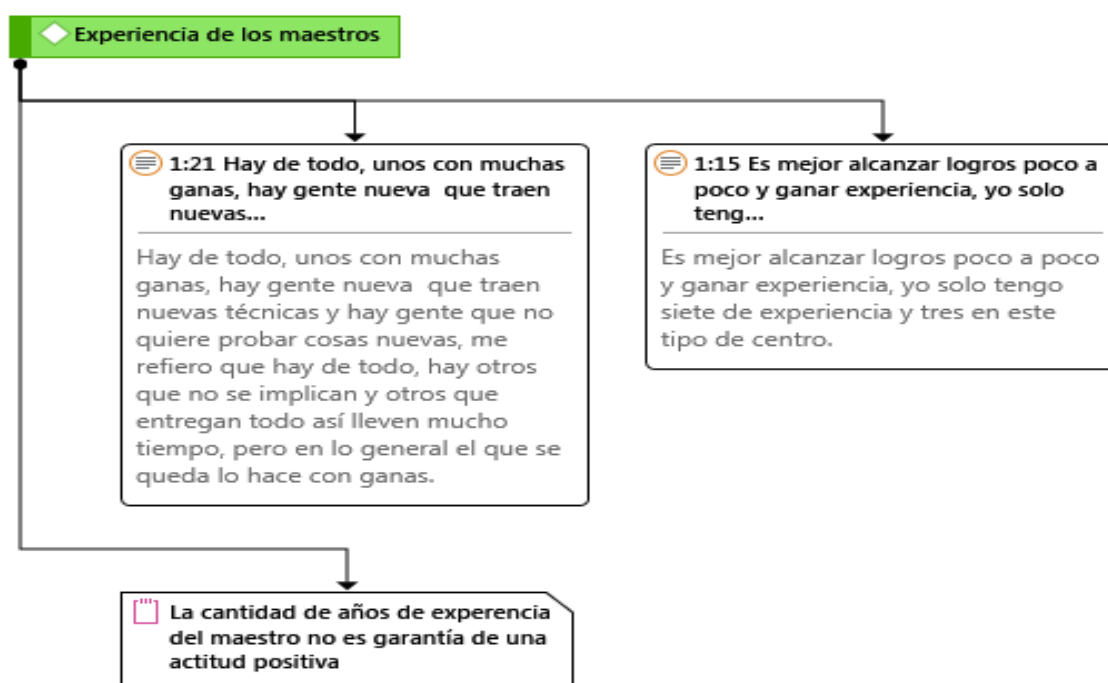 Experiencia de los maestros
1:21 Hay de todo, unos con muchas
ganas, hay gente nueva  que traen
nuevas...
Hay de todo, unos con muchas
ganas, hay gente nueva  que traen
nuevas técnicas y hay gente que no
quiere probar cosas nuevas, me
refiero que hay de todo, hay otros
que no se implican y otros que
entregan todo así lleven mucho
tiempo, pero en lo general el que se
queda lo hace con ganas.
1:15 Es mejor alcanzar logros poco a
poco y ganar experiencia, yo solo
teng...
Es mejor alcanzar logros poco a poco
y ganar experiencia, yo solo tengo
siete de experiencia y tres en este
tipo de centro.
La cantidad de años de experencia
del maestro no es garantía de una
actitud positiva